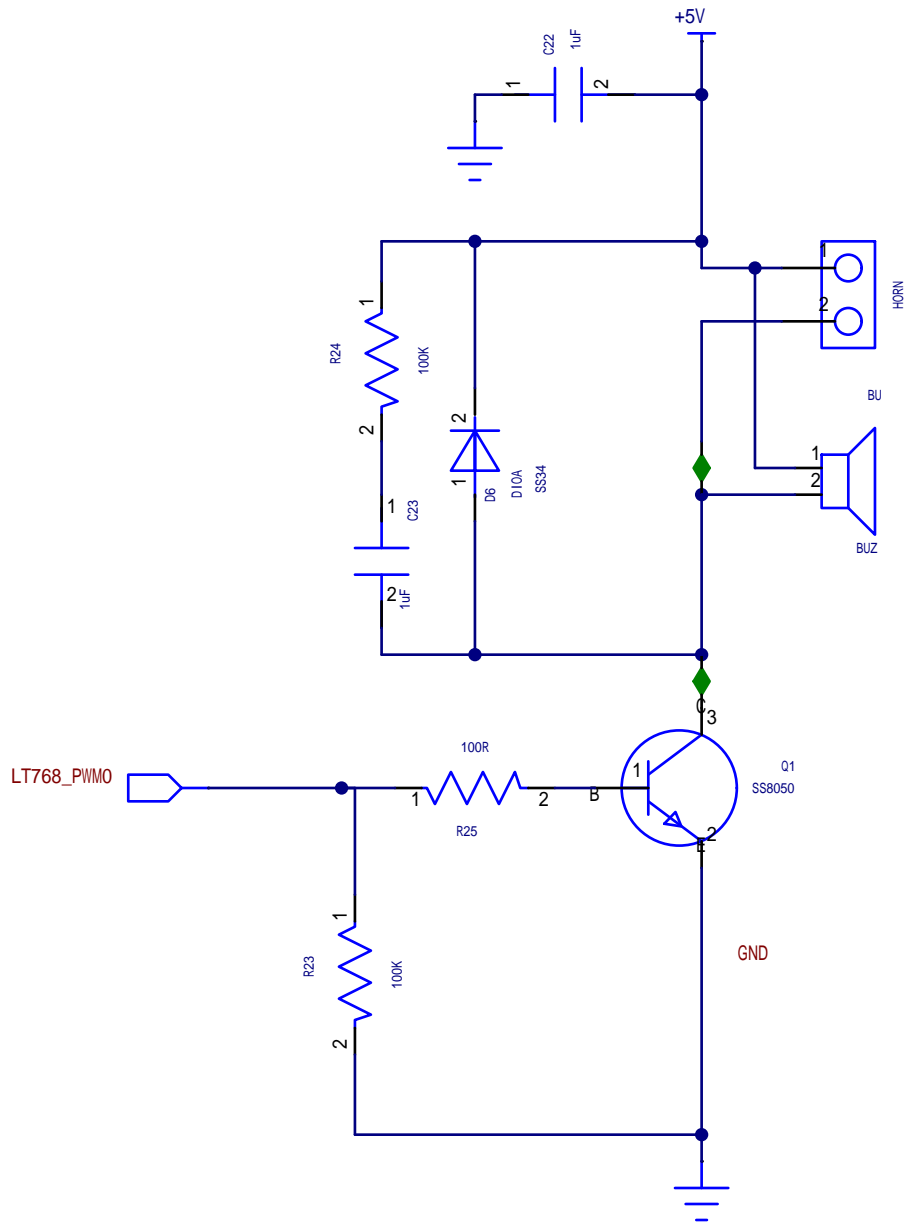 +5V
C22
1uF
1
2
1
2
HORN
R24
1
100K
2
BU
1
2
BUZ
2
1
D6
DIOA
SS34
1
C23
2
1uF
C
3
LT768_PWM0
100R
1
2
R25
B
1
Q1
SS8050
2
E
R23
1
100K
2
GND